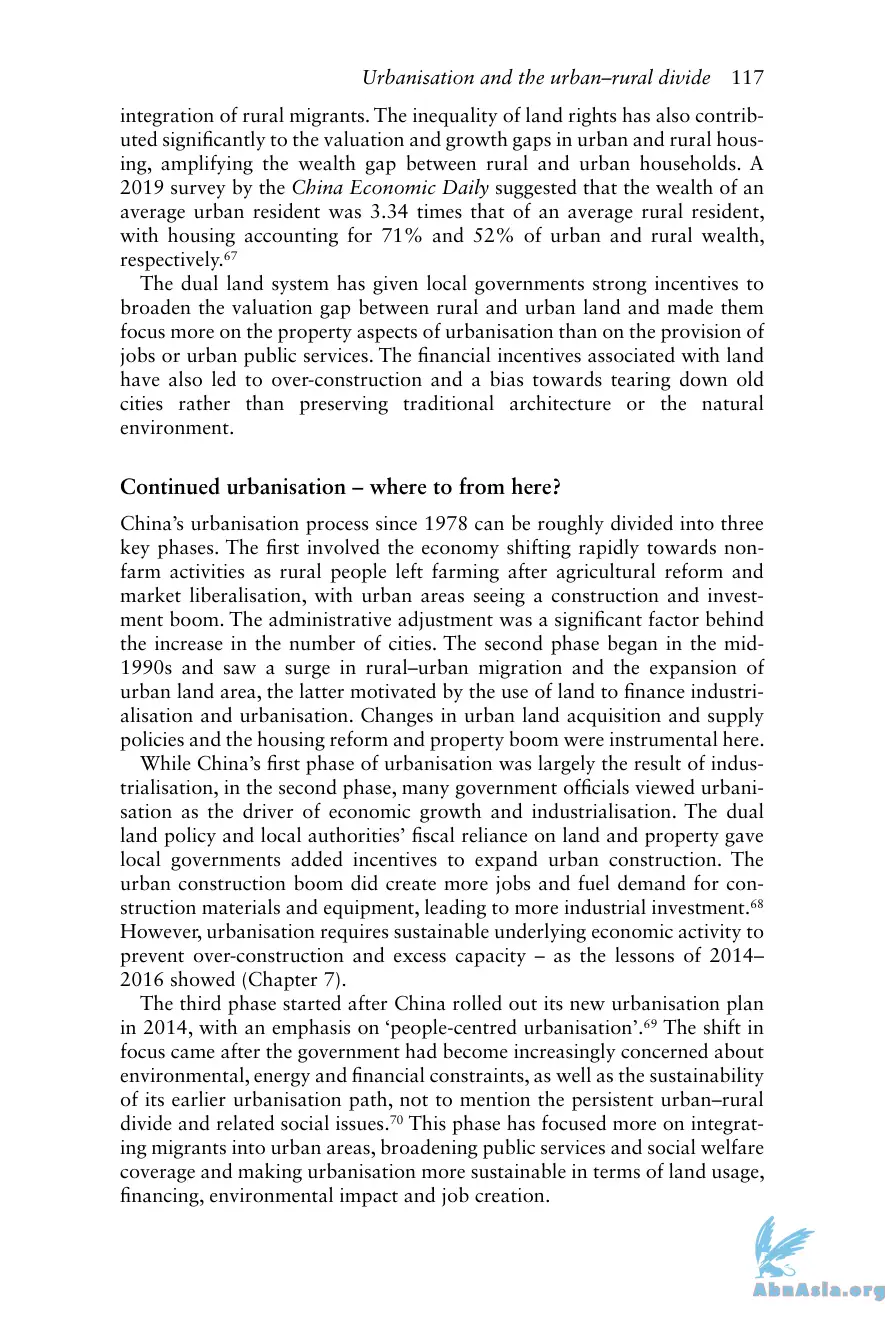 Urbanisation and the urban–rural divide 117
integration of rural migrants. The inequality of land rights has also contrib-
uted significantly to the valuation and growth gaps in urban and rural hous-
ing, amplifying the wealth gap between rural and urban households. A
2019 survey by the China Economic Daily suggested that the wealth of an
average urban resident was 3.34 times that of an average rural resident,
with housing accounting for 71% and 52% of urban and rural wealth,
respectively.⁶⁷
The dual land system has given local governments strong incentives to
broaden the valuation gap between rural and urban land and made them
focus more on the property aspects of urbanisation than on the provision of
jobs or urban public services. The financial incentives associated with land
have also led to over-construction and a bias towards tearing down old
cities rather than preserving traditional architecture or the natural
environment.
Continued urbanisation – where to from here?
China’s urbanisation process since 1978 can be roughly divided into three
key phases. The first involved the economy shifting rapidly towards non-
farm activities as rural people left farming after agricultural reform and
market liberalisation, with urban areas seeing a construction and invest-
ment boom. The administrative adjustment was a significant factor behind
the increase in the number of cities. The second phase began in the mid-
1990s and saw a surge in rural–urban migration and the expansion of
urban land area, the latter motivated by the use of land to finance industri-
alisation and urbanisation. Changes in urban land acquisition and supply
policies and the housing reform and property boom were instrumental here.
While China’s first phase of urbanisation was largely the result of indus-
trialisation, in the second phase, many government officials viewed urbani-
sation as the driver of economic growth and industrialisation. The dual
land policy and local authorities’ fiscal reliance on land and property gave
local governments added incentives to expand urban construction. The
urban construction boom did create more jobs and fuel demand for con-
struction materials and equipment, leading to more industrial investment.⁶⁸
However, urbanisation requires sustainable underlying economic activity to
prevent over-construction and excess capacity – as the lessons of 2014–
2016 showed (Chapter 7).
The third phase started after China rolled out its new urbanisation plan
in 2014, with an emphasis on ‘people-centred urbanisation’.⁶⁹ The shift in
focus came after the government had become increasingly concerned about
environmental, energy and financial constraints, as well as the sustainability
of its earlier urbanisation path, not to mention the persistent urban–rural
divide and related social issues.⁷⁰ This phase has focused more on integrat-
ing migrants into urban areas, broadening public services and social welfare
coverage and making urbanisation more sustainable in terms of land usage,
financing, environmental impact and job creation.
AbnAsia.org